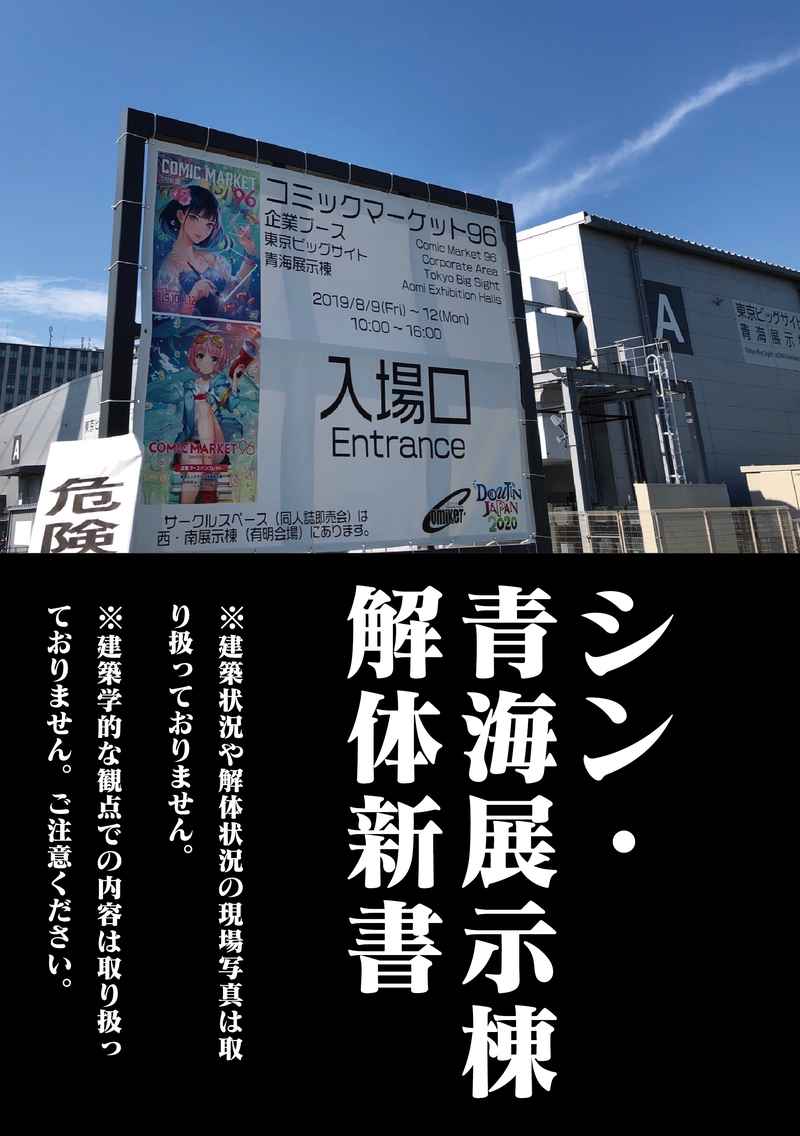 COMIC MARKET
96
コミックマーケット96
企業ブース
東京ビッグサイト
青海展示棟
Comic Market 96
Corporate Area
Tokyo Big Sight
Aomi Exhibition Halls
2019/8/9(Fri)～12(Mon)
10:00～16:00
入場口
Entrance
COMIC MARKET 96
サークルスペース（同人誌即売会）は
西・南展示棟（有明会場）にあります。
Comiket
DOUJIN
JAPAN
2020
A
東京ビッグサイト
青海展示棟
A
危険
シン・
青海展示棟
解体新書
※建築状況や解体状況の現場写真は取
り扱っておりません。
※建築学的な観点での内容は取り扱っ
ておりません。ご注意ください。